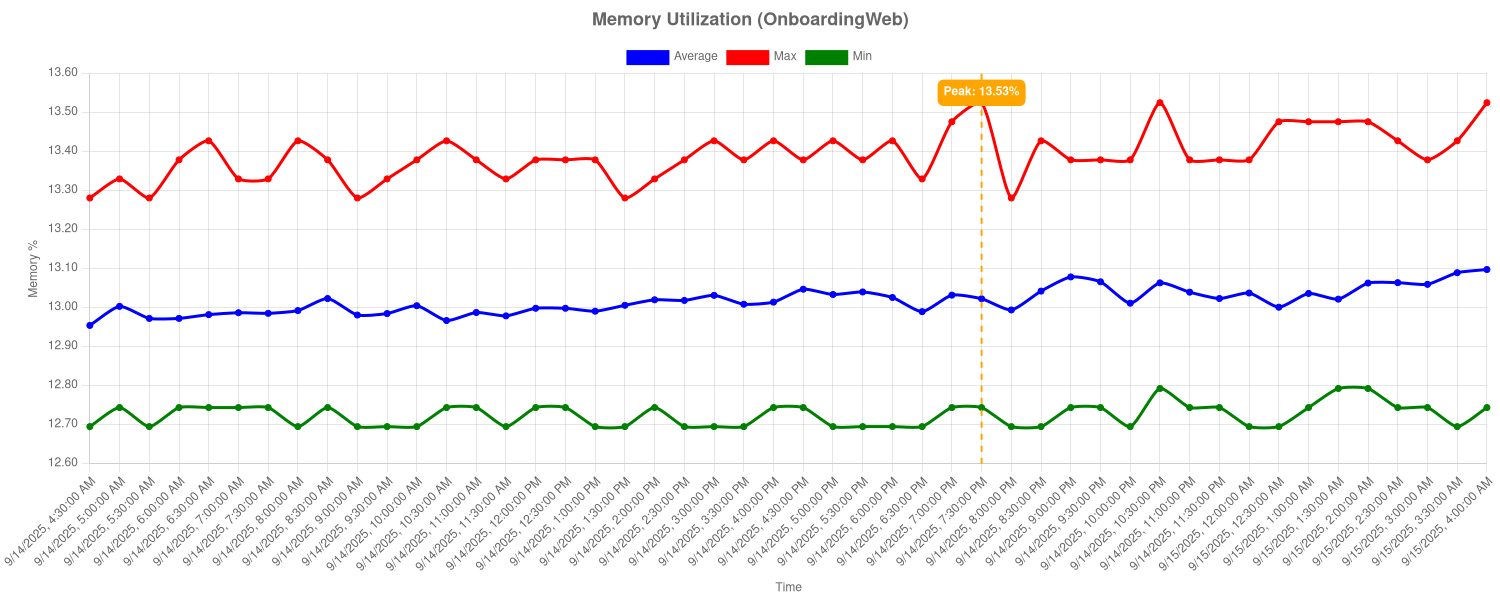 Memory Utilization (OnboardingWeb)
Average Max Min
Peak: 13.53%
13.60
13.50
13.40
13.30
13.20
13.10
13.00
12.90
12.80
12.70
12.60
Memory %
9/14/2025, 4:30:00 AM
9/14/2025, 5:00:00 AM
9/14/2025, 5:30:00 AM
9/14/2025, 6:00:00 AM
9/14/2025, 6:30:00 AM
9/14/2025, 7:00:00 AM
9/14/2025, 7:30:00 AM
9/14/2025, 8:00:00 AM
9/14/2025, 8:30:00 AM
9/14/2025, 9:00:00 AM
9/14/2025, 9:30:00 AM
9/14/2025, 10:00:00 AM
9/14/2025, 10:30:00 AM
9/14/2025, 11:00:00 AM
9/14/2025, 11:30:00 AM
9/14/2025, 12:00:00 PM
9/14/2025, 12:30:00 PM
9/14/2025, 1:00:00 PM
9/14/2025, 1:30:00 PM
9/14/2025, 2:00:00 PM
9/14/2025, 2:30:00 PM
9/14/2025, 3:00:00 PM
9/14/2025, 3:30:00 PM
9/14/2025, 4:00:00 PM
9/14/2025, 4:30:00 PM
9/14/2025, 5:00:00 PM
9/14/2025, 5:30:00 PM
9/14/2025, 6:00:00 PM
9/14/2025, 6:30:00 PM
9/14/2025, 7:00:00 PM
9/14/2025, 7:30:00 PM
9/14/2025, 8:00:00 PM
9/14/2025, 8:30:00 PM
9/14/2025, 9:00:00 PM
9/14/2025, 9:30:00 PM
9/14/2025, 10:00:00 PM
9/14/2025, 10:30:00 PM
9/14/2025, 11:00:00 PM
9/14/2025, 11:30:00 PM
9/15/2025, 12:00:00 AM
9/15/2025, 12:30:00 AM
9/15/2025, 1:00:00 AM
9/15/2025, 1:30:00 AM
9/15/2025, 2:00:00 AM
9/15/2025, 2:30:00 AM
9/15/2025, 3:00:00 AM
9/15/2025, 3:30:00 AM
9/15/2025, 4:00:00 AM
Time